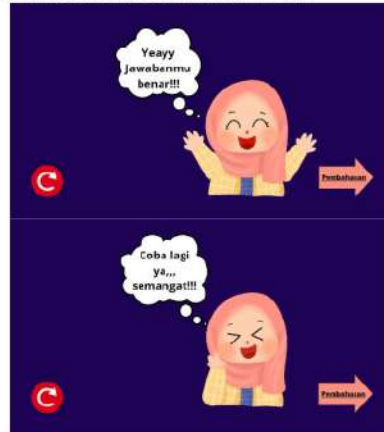 Yeayy
Jawabanmu
benar!!!
Pembahasan
Coba lagi
ya,,,
semangat!!!
Pembahasan